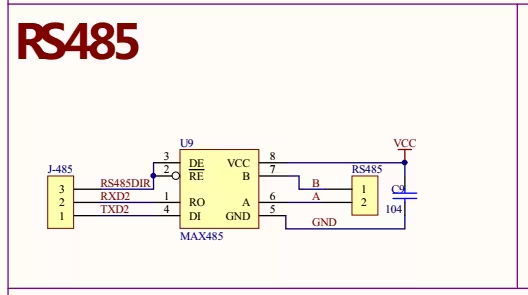 RS485
VCC
U9
J-485
3 DE VCC 8
RS485
2 RE B 7
3 RS485DIR
B 1
C9
2 RXD2 1 RO A 6 A 2
1 TXD2 4 DI GND 5
104
GND
MAX485